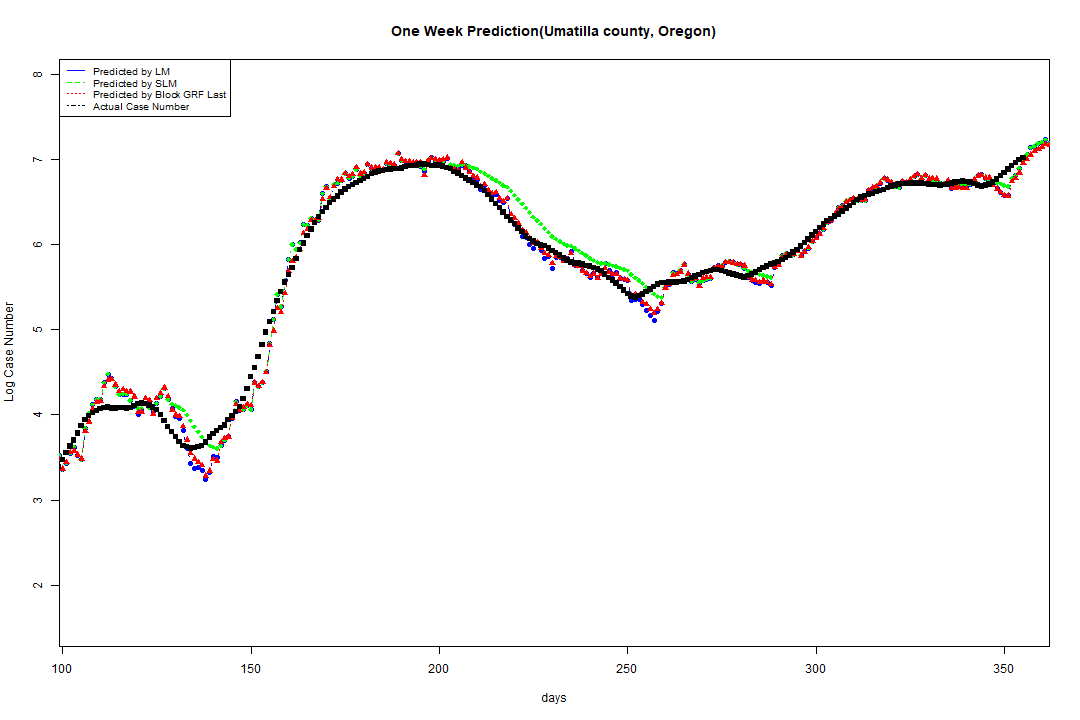 One Week Prediction(Umatilla county, Oregon)
Predicted by LM
Predicted by SLM
Predicted by Block GRF Last
Actual Case Number
8
7
6
5
4
3
2
Log Case Number
100 150 200 250 300 350
days